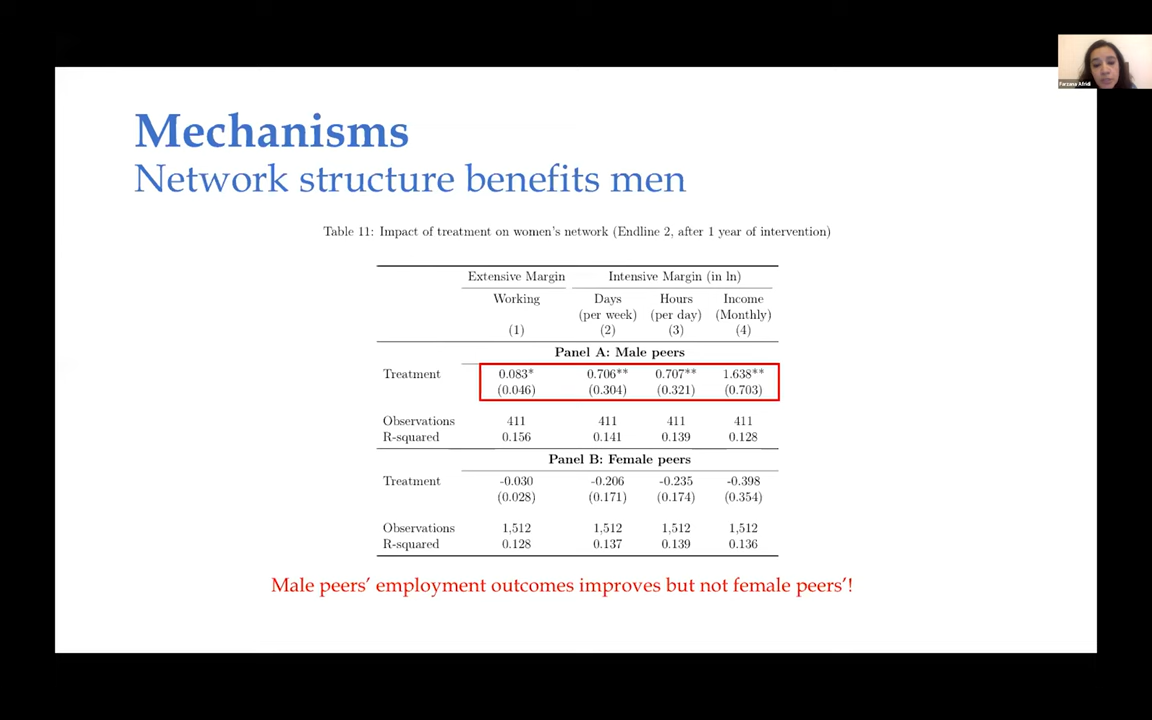 Farzana Afridi
Mechanisms
Network structure benefits men
Table 11: Impact of treatment on women's network (Endline 2, after 1 year of intervention)
Extensive Margin Intensive Margin (in ln)
Working Days Hours Income
(per week) (per day) (Monthly)
(1) (2) (3) (4)
Panel A: Male peers
Treatment 0.083* 0.706** 0.707** 1.638**
(0.046) (0.304) (0.321) (0.703)
Observations 411 411 411 411
R-squared 0.156 0.141 0.139 0.128
Panel B: Female peers
Treatment -0.030 -0.206 -0.235 -0.398
(0.028) (0.171) (0.174) (0.354)
Observations 1,512 1,512 1,512 1,512
R-squared 0.128 0.137 0.139 0.136
Male peers' employment outcomes improves but not female peers'!